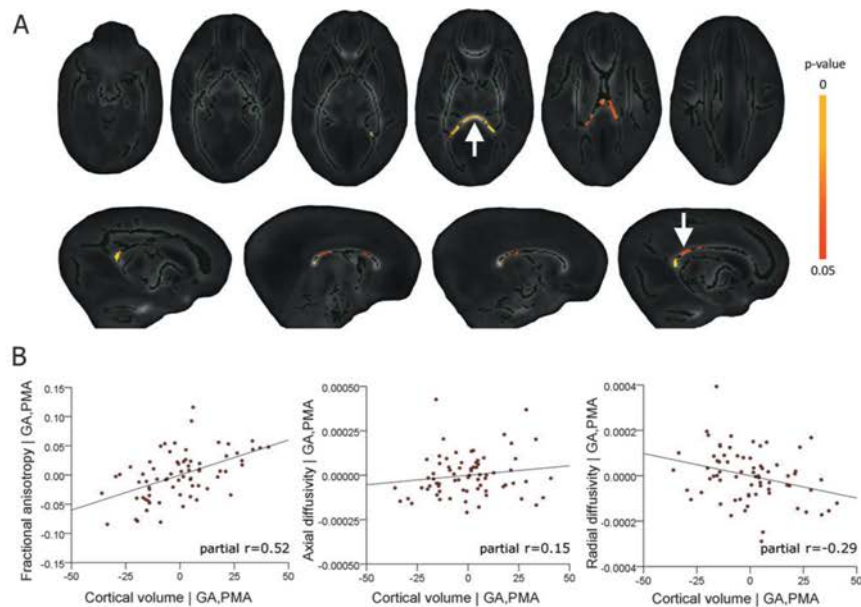 A
p-value
0
0.05
B
Fractional anisotropy | GA,PMA
0.15
0.10
0.05
0.00
-0.05
-0.10
-0.15
partial r=0.52
-50
-25
0
25
50
Cortical volume | GA,PMA
Axial diffusivity | GA,PMA
0.00050
0.00025
0.00000
-0.00025
-0.00050
partial r=0.15
-50
-25
0
25
50
Cortical volume | GA,PMA
Radial diffusivity | GA,PMA
0.0004
0.0002
0.0000
-0.0002
-0.0004
partial r=-0.29
-50
-25
0
25
50
Cortical volume | GA,PMA